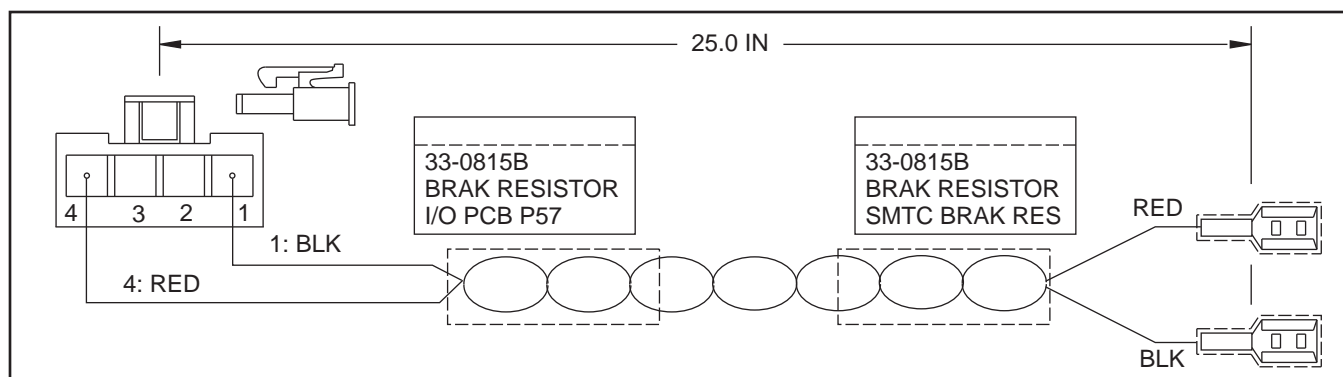 25.0 IN
33-0815B
BRAK RESISTOR
I/O PCB P57
33-0815B
BRAK RESISTOR
SMTC BRAK RES
4 3 2 1
RED
1: BLK
4: RED
BLK